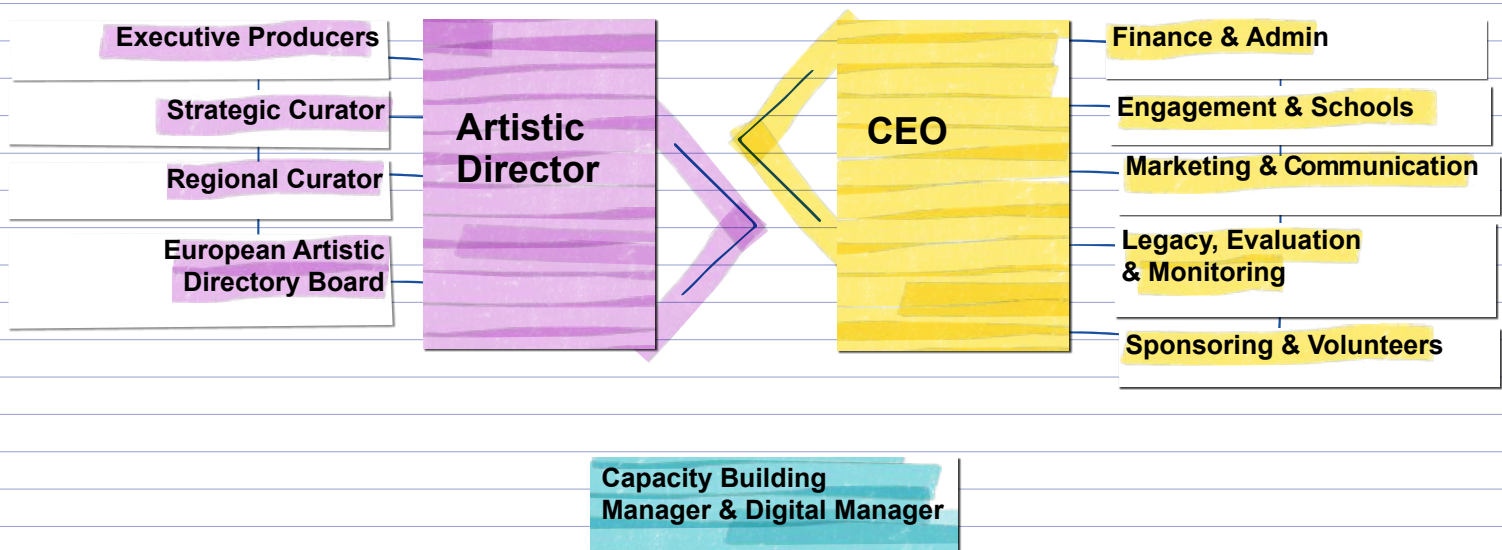 Executive Producers
Strategic Curator
Regional Curator
European Artistic
Directory Board
Artistic
Director
CEO
Finance & Admin
Engagement & Schools
Marketing & Communication
Legacy, Evaluation
& Monitoring
Sponsoring & Volunteers
Capacity Building
Manager & Digital Manager